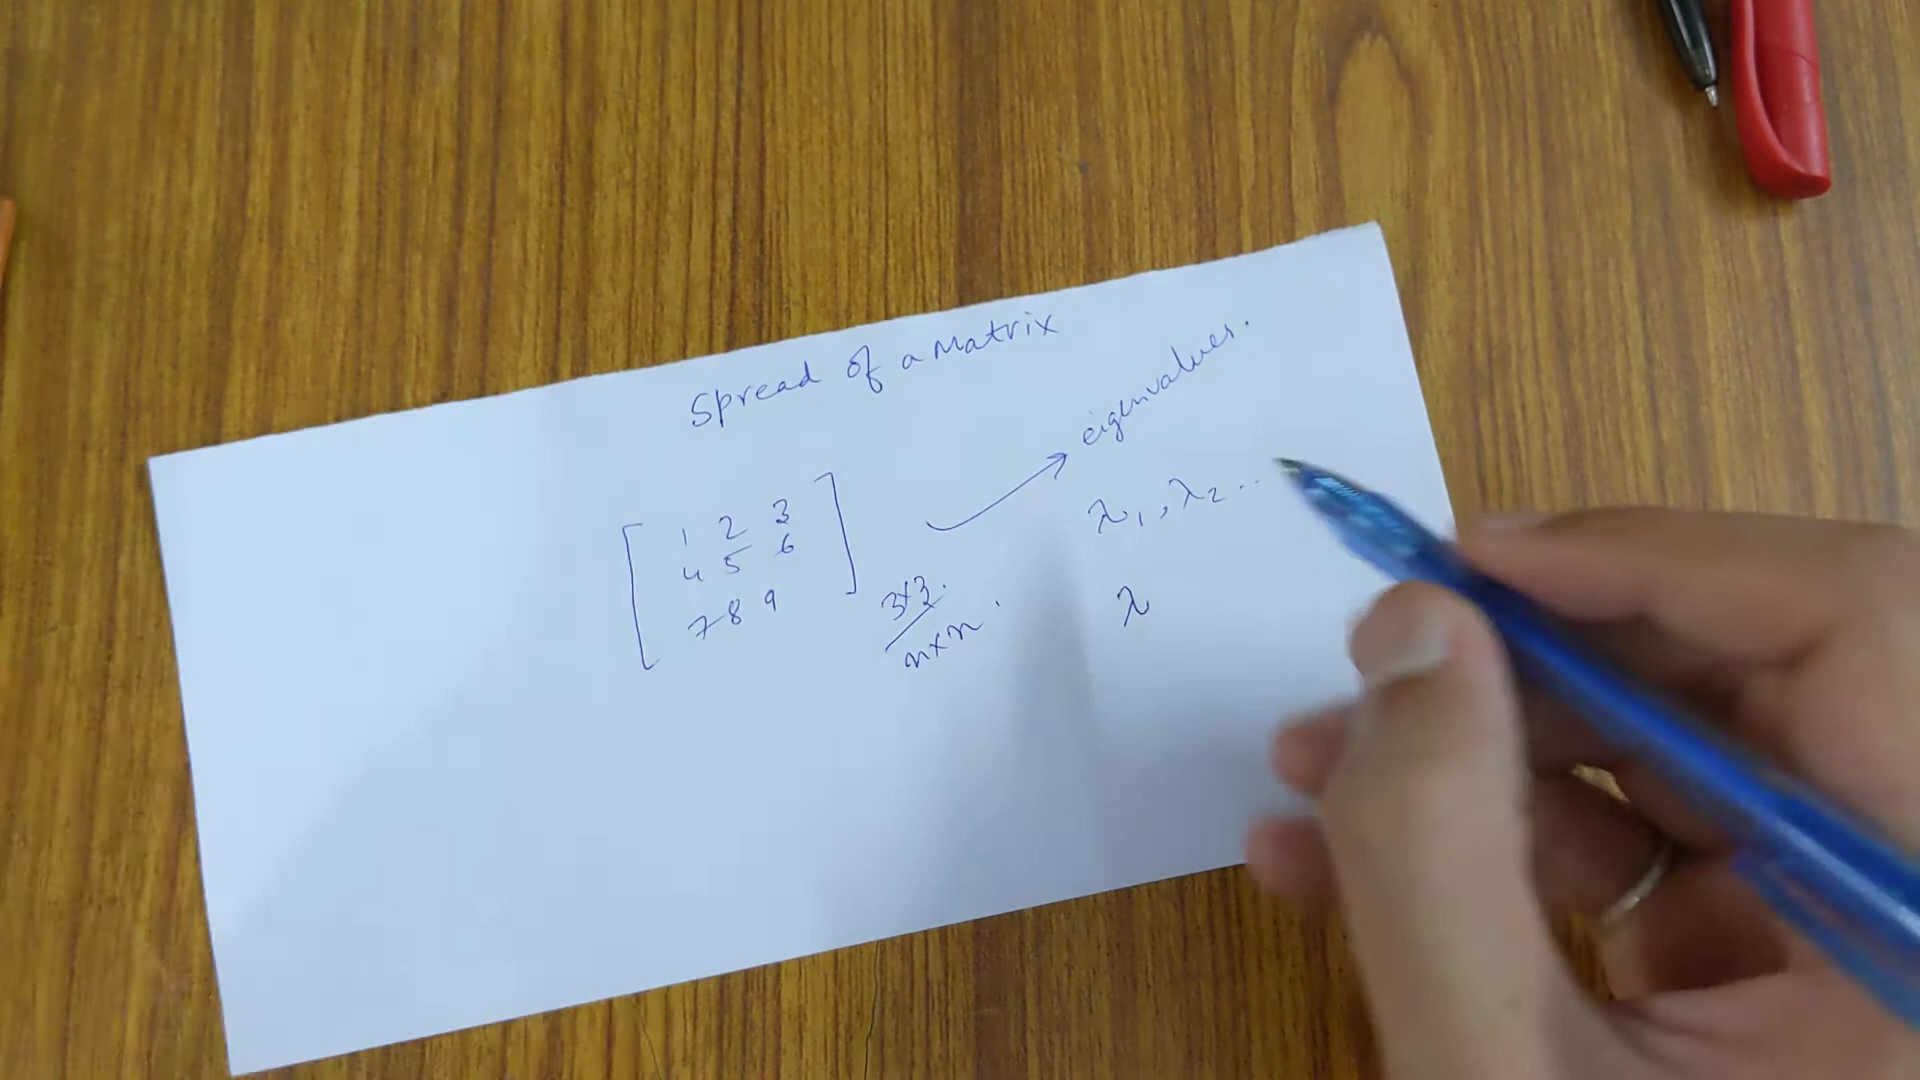 Spread of a Matrix
eigenvalues.
1 2 3
4 5 6
7 8 9
3×3.
n×n.
λ₁, λ₂ ..
λ